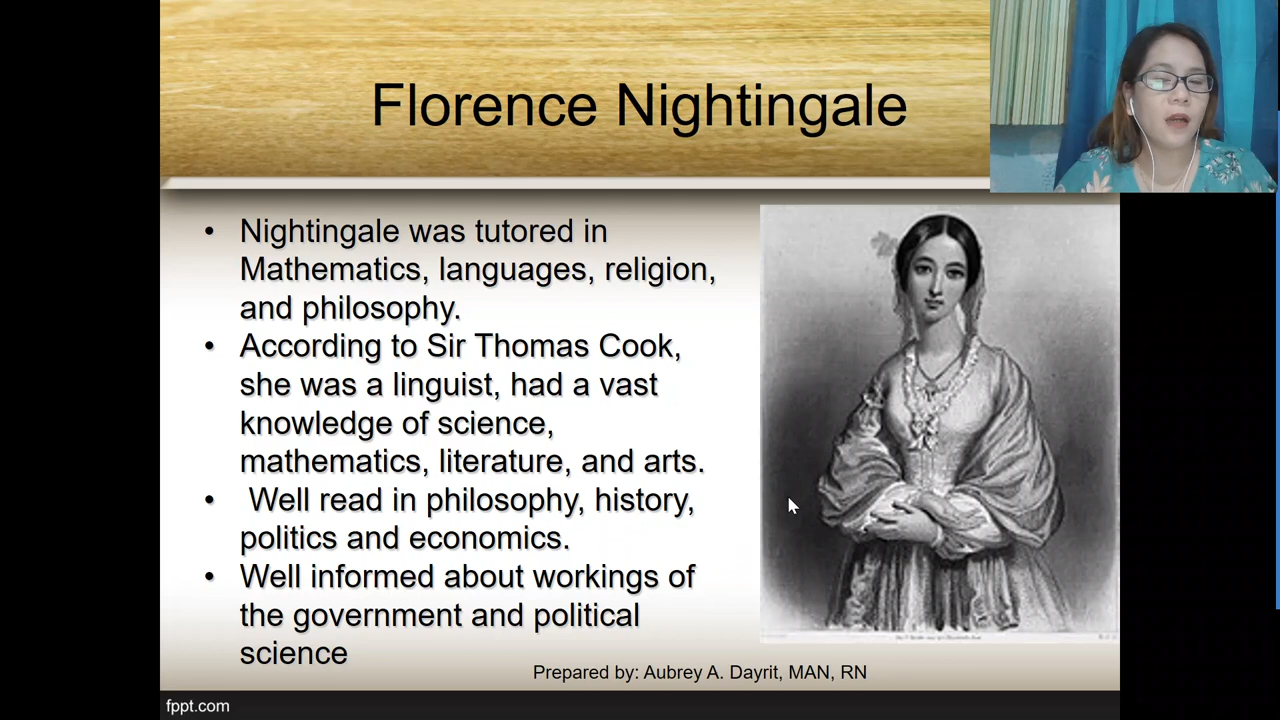 Florence Nightingale
• Nightingale was tutored in
Mathematics, languages, religion,
and philosophy.
• According to Sir Thomas Cook,
she was a linguist, had a vast
knowledge of science,
mathematics, literature, and arts.
• Well read in philosophy, history,
politics and economics.
• Well informed about workings of
the government and political
science
Prepared by: Aubrey A. Dayrit, MAN, RN
fppt.com